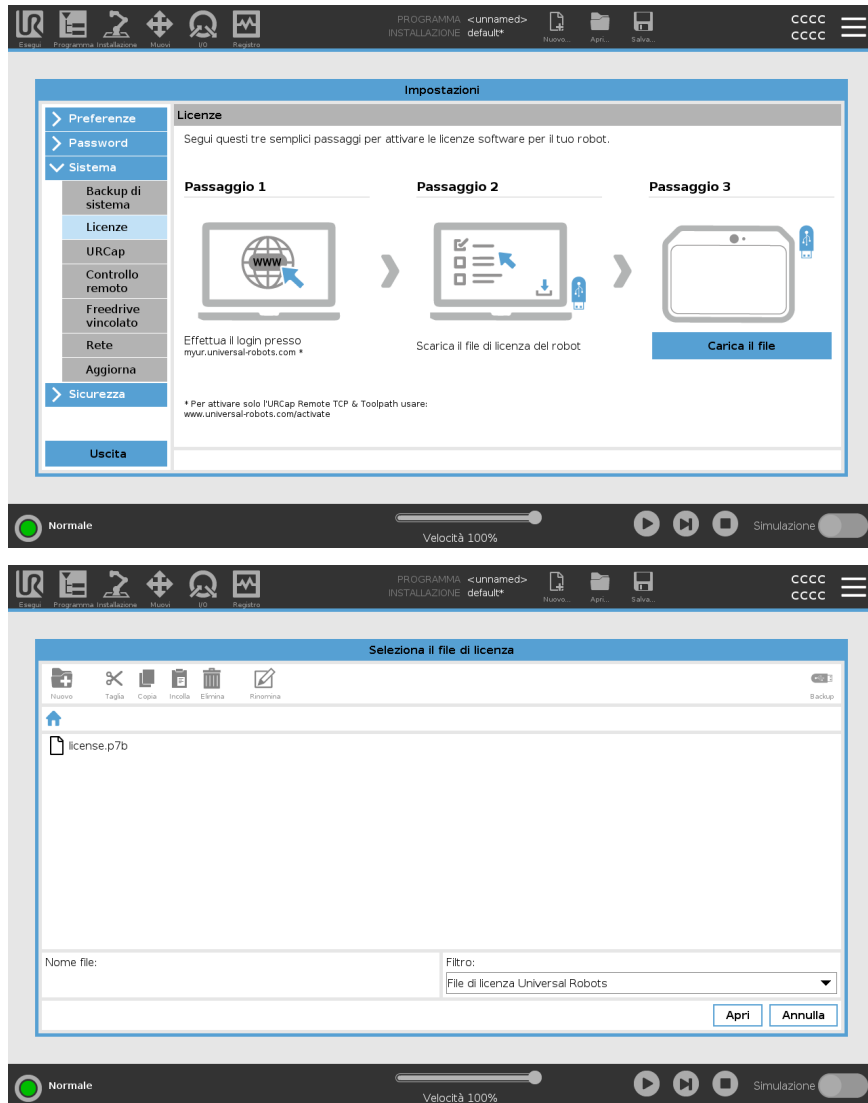 PROGRAMMA <unnamed>
INSTALLAZIONE default*
Esegui Programma Installazione Muovi I/O Registro
Nuovo... Apri... Salva...
CCCC
CCCC
Impostazioni
Preferenze
Password
Sistema
Backup di
sistema
Licenze
URCap
Controllo
remoto
Freedrive
vincolato
Rete
Aggiorna
Sicurezza
Uscita
Licenze
Segui questi tre semplici passaggi per attivare le licenze software per il tuo robot.
Passaggio 1
www
Effettua il login presso
myur.universal-robots.com *
Passaggio 2
Scarica il file di licenza del robot
Passaggio 3
Carica il file
* Per attivare solo l'URCap Remote TCP & Toolpath usare:
www.universal-robots.com/activate
Normale
Velocità 100%
Simulazione
PROGRAMMA <unnamed>
INSTALLAZIONE default*
Esegui Programma Installazione Muovi I/O Registro
Nuovo... Apri... Salva...
CCCC
CCCC
Seleziona il file di licenza
Nuovo Taglia Copia Incolla Elimina Rinomina Backup
license.p7b
Nome file:
Filtro:
File di licenza Universal Robots
Apri Annulla
Normale
Velocità 100%
Simulazione